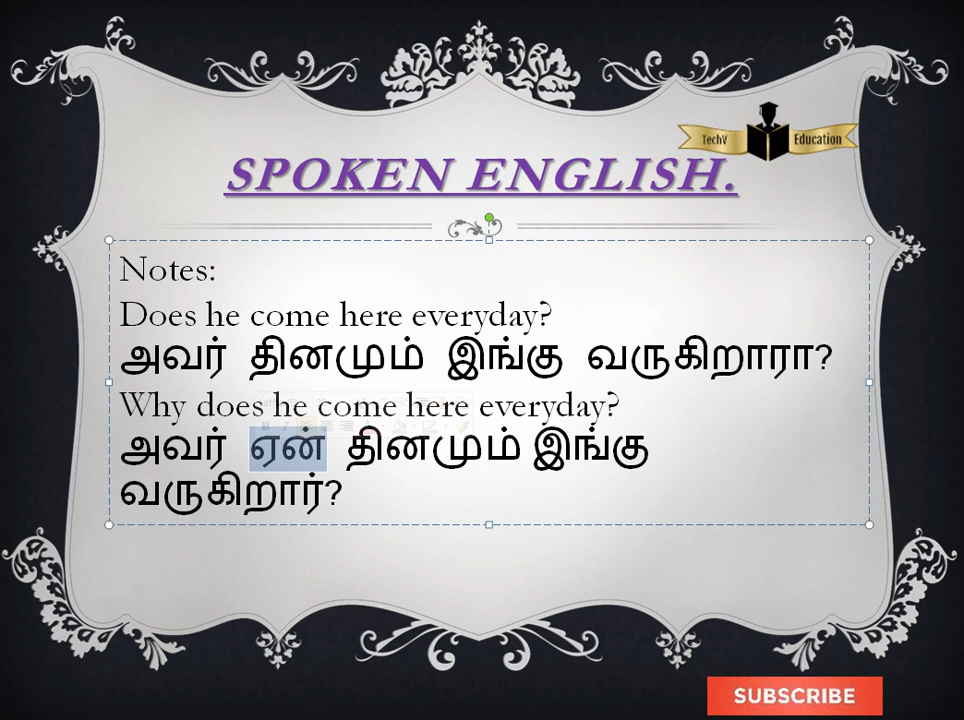 TechV Education
SPOKEN ENGLISH.
Notes:
Does he come here everyday?
அவர் தினமும் இங்கு வருகிறாரா?
Why does he come here everyday?
அவர் ஏன் தினமும் இங்கு
வருகிறார்?
SUBSCRIBE